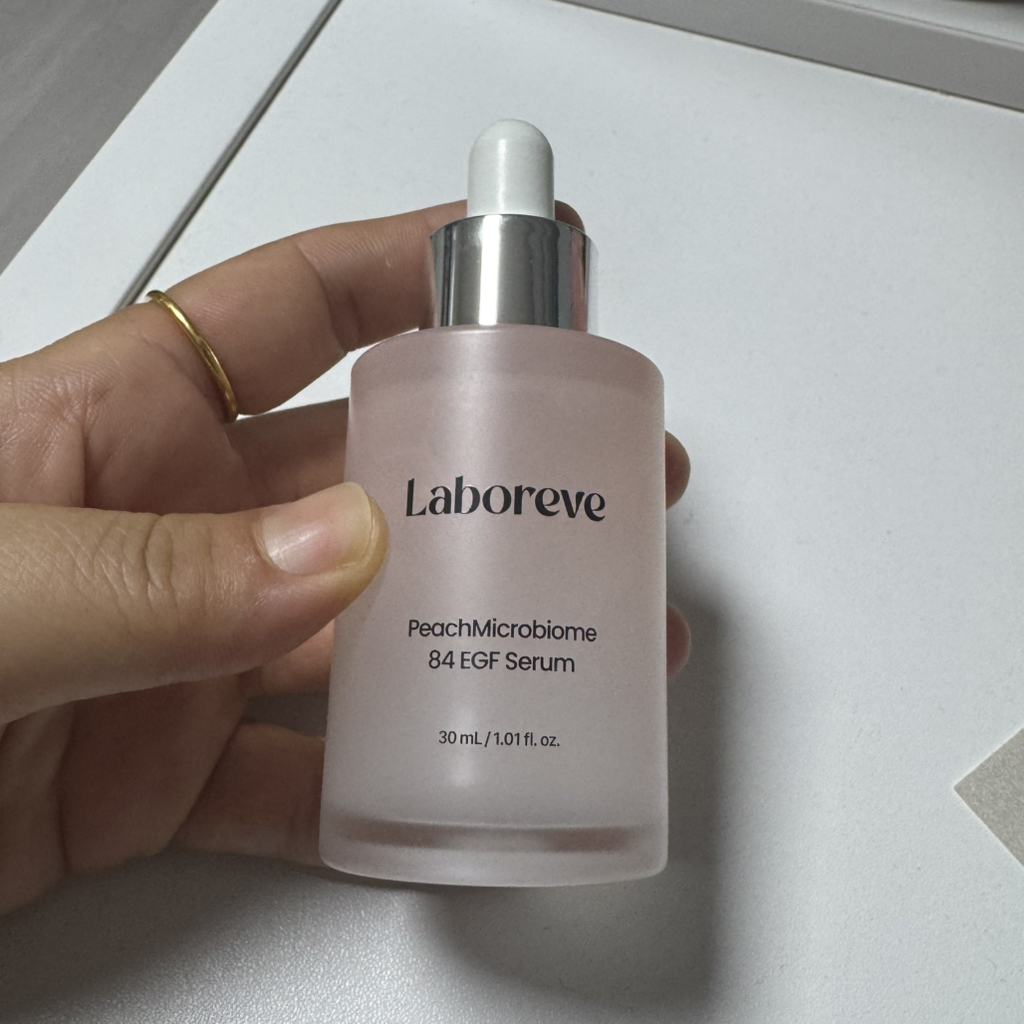 Laboreve
PeachMicrobiome
84 EGF Serum
30 mL / 1.01 fl. oz.